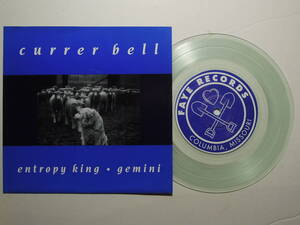 currer bell
entropy king • gemini
FAYE RECORDS
COLUMBIA, MISSOURI